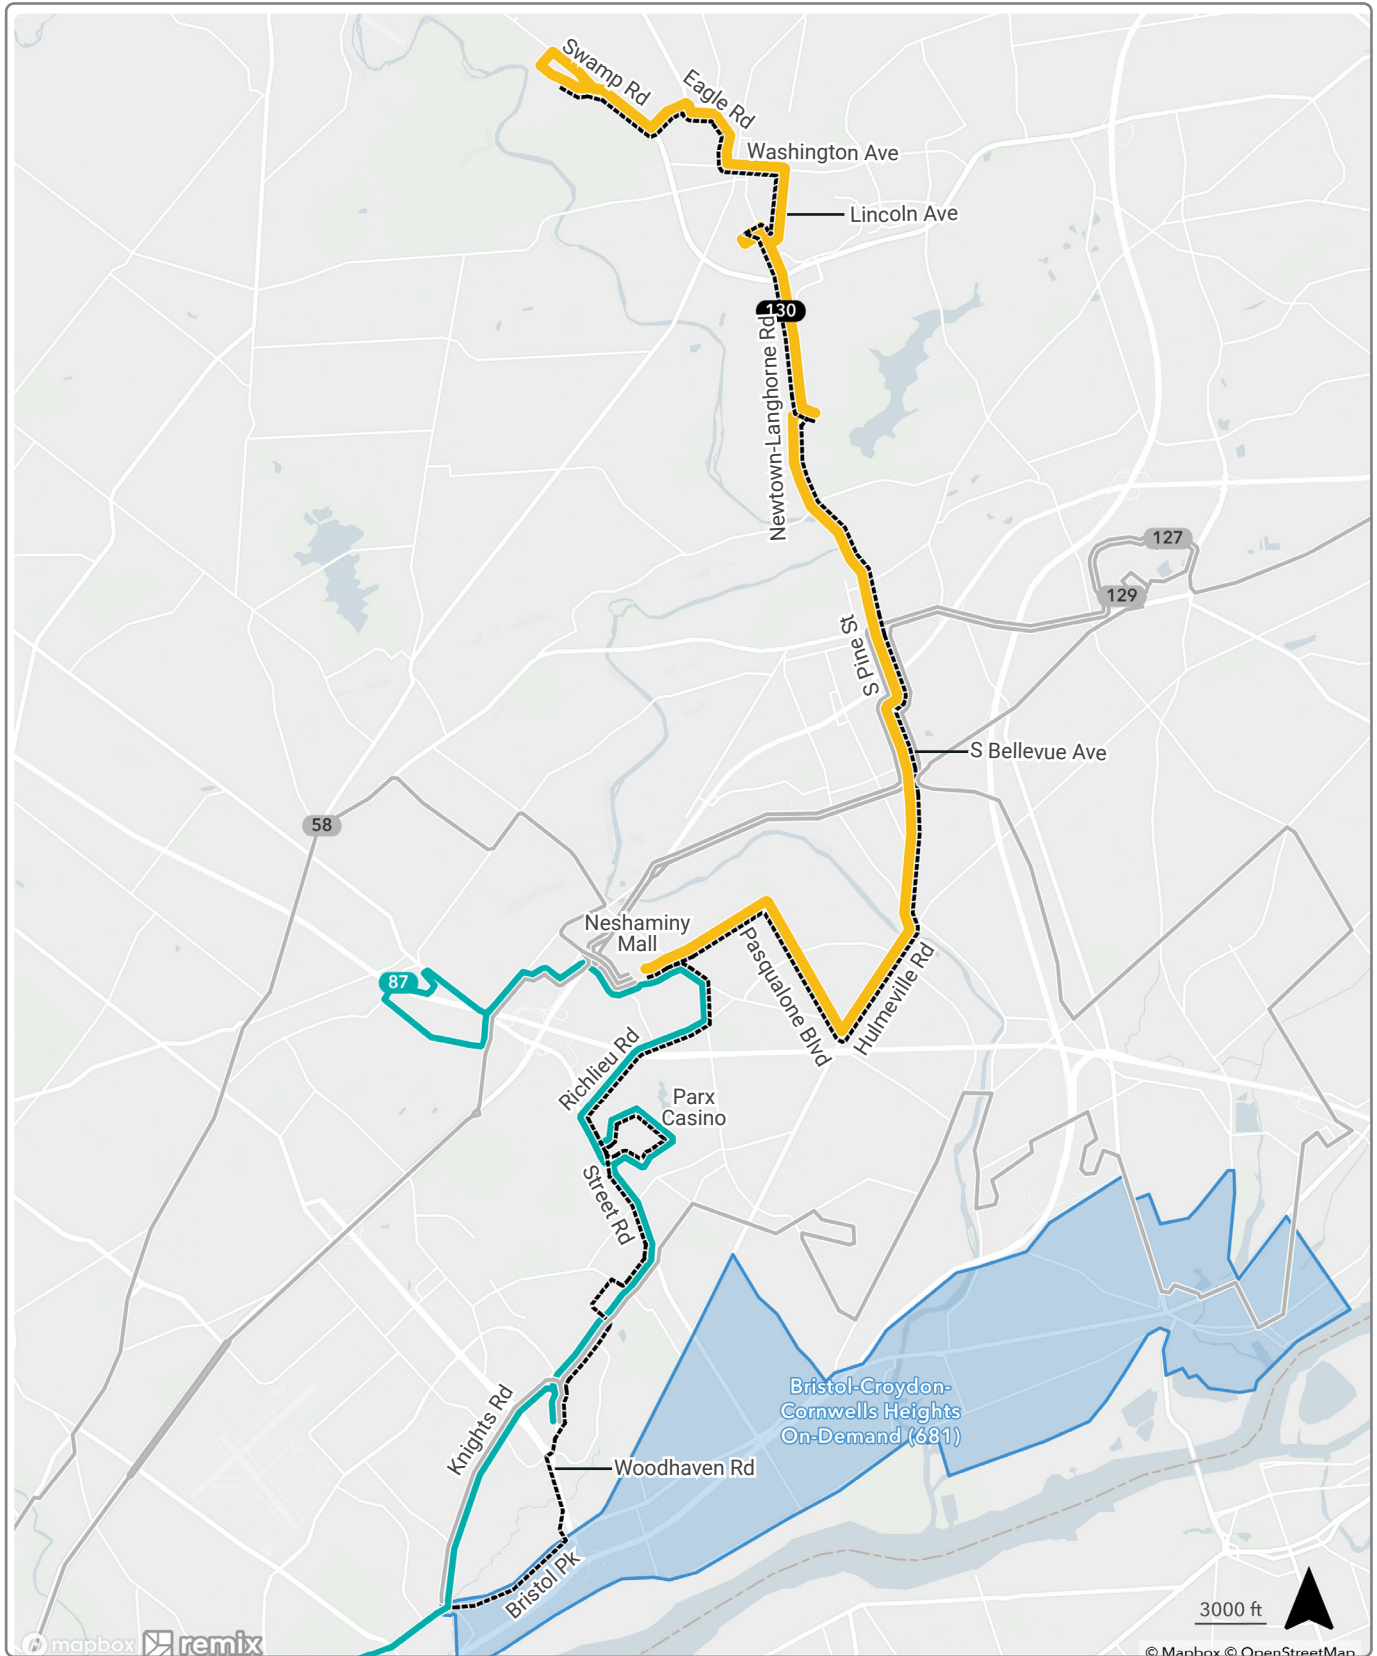 Swamp Rd
Eagle Rd
Washington Ave
Lincoln Ave
130
Newtown-Langhorne Rd
127
129
S Pine St
S Bellevue Ave
58
Neshaminy
Mall
87
Pasqualone Blvd
Hulmeville Rd
Richlieu Rd
Parx
Casino
Street Rd
Bristol-Croydon-
Cornwells Heights
On-Demand (681)
Knights Rd
Woodhaven Rd
Bristol Pk
3000 ft
mapbox
remix
© Mapbox © OpenStreetMap